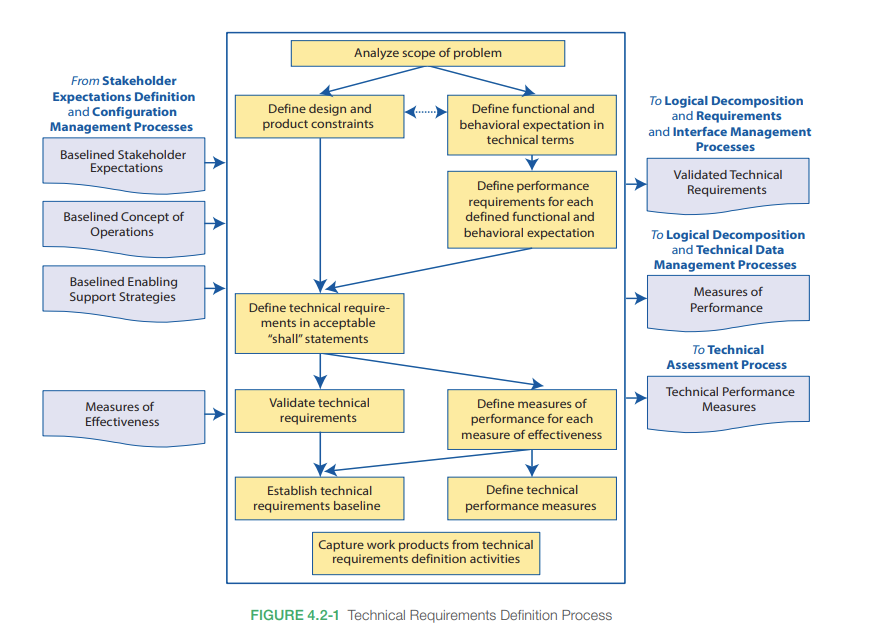 Analyze scope of problem
From Stakeholder
Expectations Definition
and Configuration
Management Processes
Baselined Stakeholder
Expectations
Baselined Concept of
Operations
Baselined Enabling
Support Strategies
Measures of
Effectiveness
Define design and
product constraints
Define functional and
behavioral expectation in
technical terms
Define performance
requirements for each
defined functional and
behavioral expectation
Define technical require-
ments in acceptable
“shall” statements
Validate technical
requirements
Define measures of
performance for each
measure of effectiveness
Establish technical
requirements baseline
Define technical
performance measures
Capture work products from technical
requirements definition activities
To Logical Decomposition
and Requirements
and Interface Management
Processes
Validated Technical
Requirements
To Logical Decomposition
and Technical Data
Management Processes
Measures of
Performance
To Technical
Assessment Process
Technical Performance
Measures
FIGURE 4.2-1 Technical Requirements Definition Process